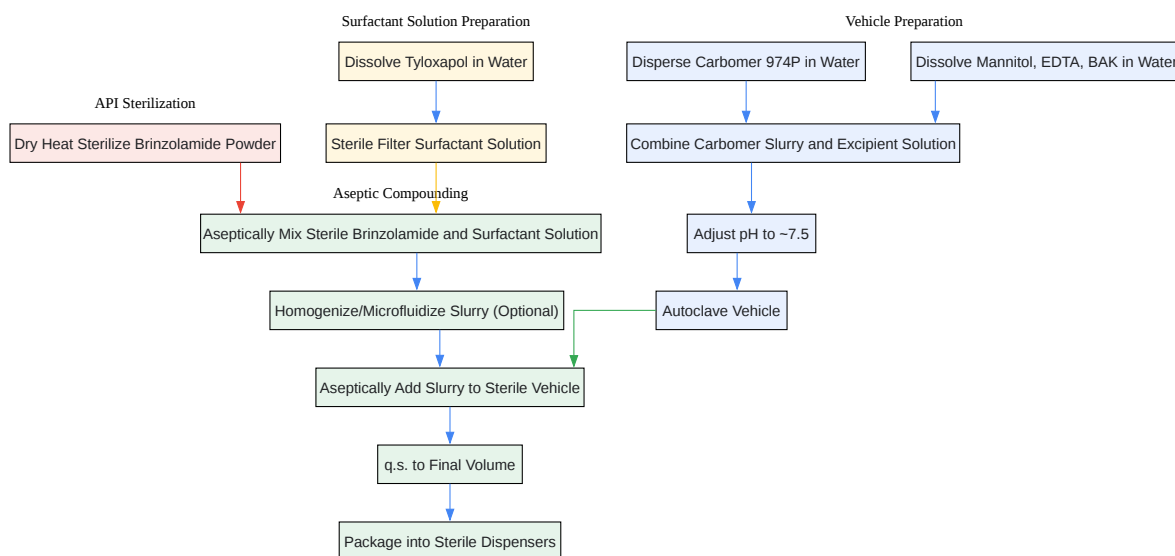 Surfactant Solution Preparation
Vehicle Preparation
Dissolve Tyloxapol in Water
Disperse Carbomer 974P in Water
Dissolve Mannitol, EDTA, BAK in Water
API Sterilization
Dry Heat Sterilize Brinzolamide Powder
Sterile Filter Surfactant Solution
Combine Carbomer Slurry and Excipient Solution
Aseptic Compounding
Aseptically Mix Sterile Brinzolamide and Surfactant Solution
Adjust pH to ~7.5
Homogenize/Microfluidize Slurry (Optional)
Autoclave Vehicle
Aseptically Add Slurry to Sterile Vehicle
q.s. to Final Volume
Package into Sterile Dispensers